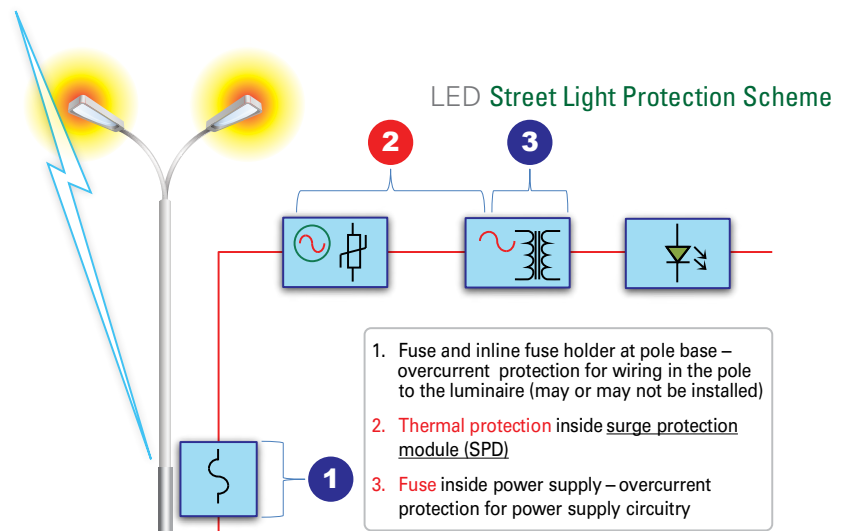 LED Street Light Protection Scheme
2
3
1. Fuse and inline fuse holder at pole base –
overcurrent protection for wiring in the pole
to the luminaire (may or may not be installed)
2. Thermal protection inside surge protection
module (SPD)
3. Fuse inside power supply – overcurrent
protection for power supply circuitry
1